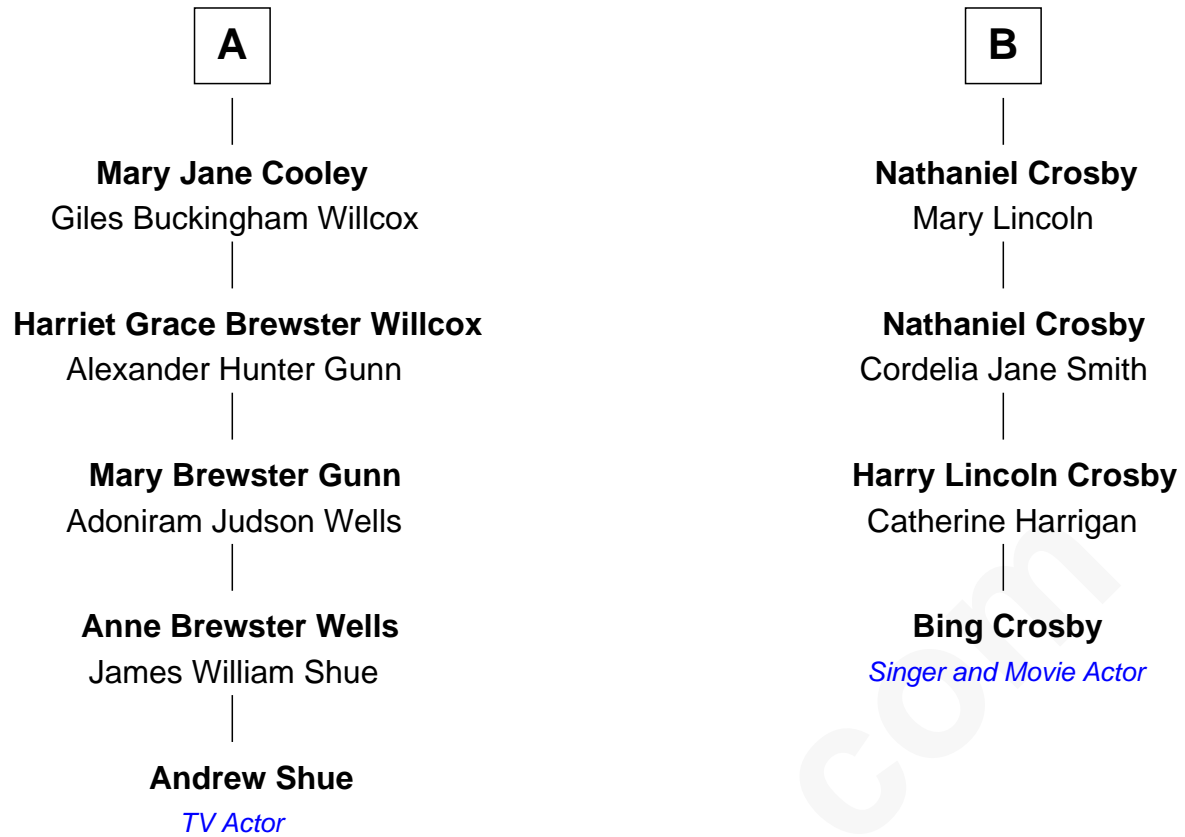 A
Mary Jane Cooley
Giles Buckingham Willcox
Harriet Grace Brewster Willcox
Alexander Hunter Gunn
Mary Brewster Gunn
Adoniram Judson Wells
Anne Brewster Wells
James William Shue
Andrew Shue
TV Actor
B
Nathaniel Crosby
Mary Lincoln
Nathaniel Crosby
Cordelia Jane Smith
Harry Lincoln Crosby
Catherine Harrigan
Bing Crosby
Singer and Movie Actor
com